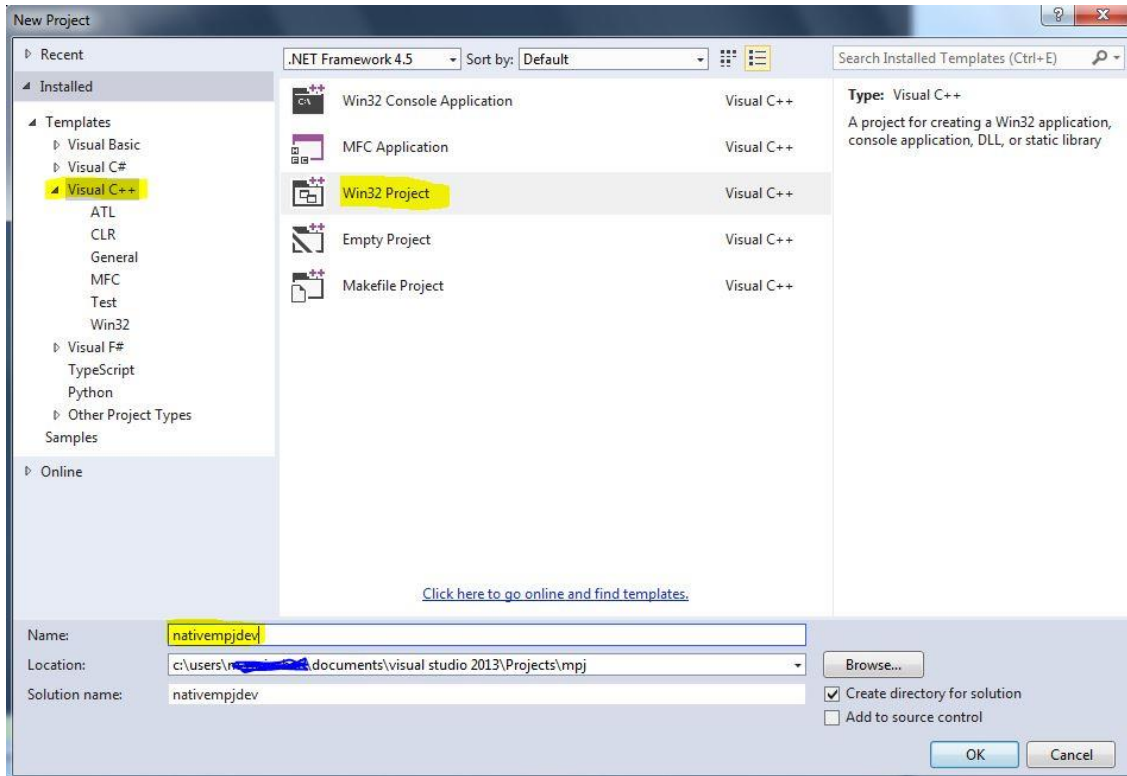 New Project
Recent
Installed
Templates
Visual Basic
Visual C#
Visual C++
ATL
CLR
General
MFC
Test
Win32
Visual F#
TypeScript
Python
Other Project Types
Samples
Online
.NET Framework 4.5 Sort by: Default
Win32 Console Application Visual C++
MFC Application Visual C++
Win32 Project Visual C++
Empty Project Visual C++
Makefile Project Visual C++
Click here to go online and find templates.
Search Installed Templates (Ctrl+E)
Type: Visual C++
A project for creating a Win32 application,
console application, DLL, or static library
Name: nativempjdev
Location: c:\users\ \documents\visual studio 2013\Projects\mpj
Browse...
Solution name: nativempjdev
Create directory for solution
Add to source control
OK Cancel